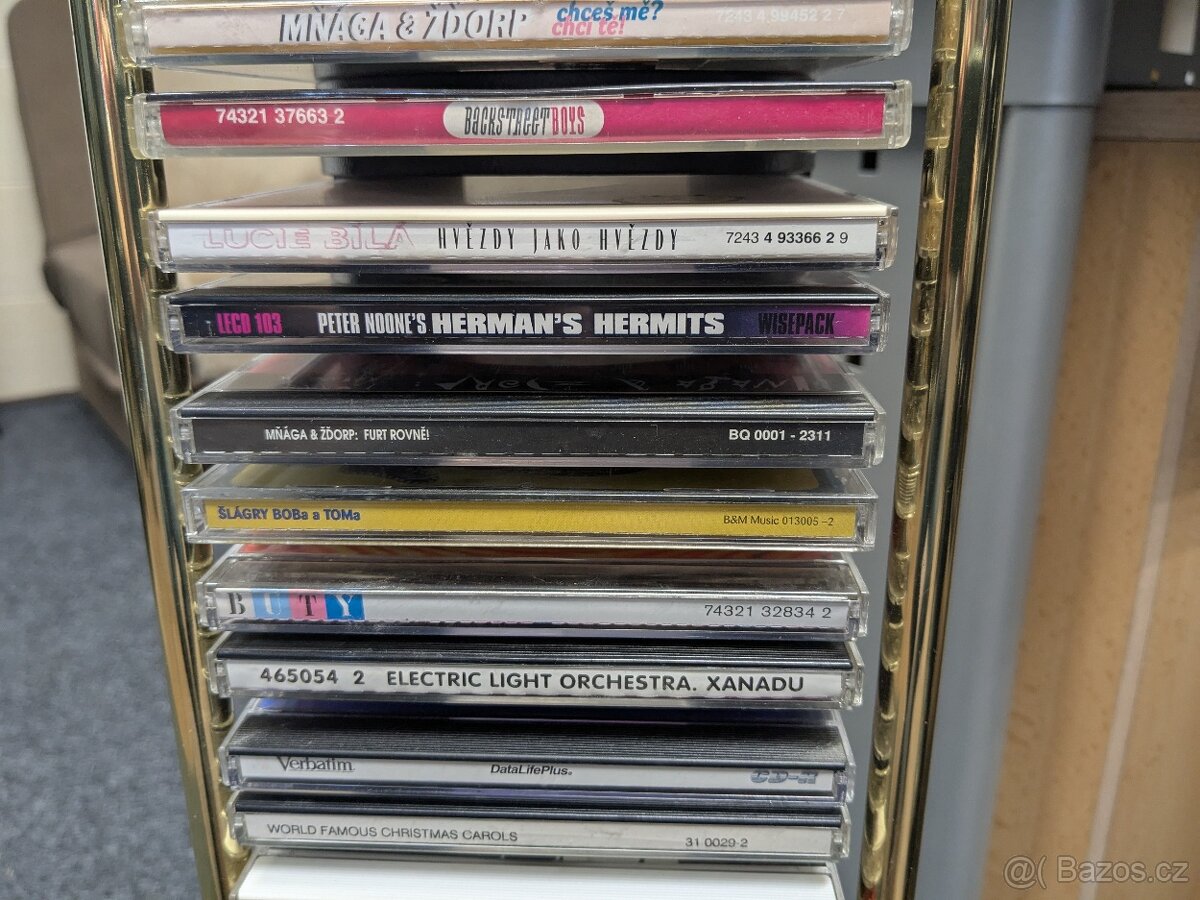 MŇÁGA & ŽĎORP chceš mě? chci tě! 7243 4 99452 2 7
74321 37663 2 BACKSTREET BOYS
LUCIE BÍLÁ HVĚZDY JAKO HVĚZDY 7243 4 93366 2 9
LECD 103 PETER NOONE'S HERMAN'S HERMITS WISEPACK
MŇÁGA & ŽĎORP: FURT ROVNĚ! BQ 0001 - 2311
ŠLÁGRY BOBa a TOMa B&M Music 013005 -2
BUTY 74321 32834 2
465054 2 ELECTRIC LIGHT ORCHESTRA. XANADU
Verbatim DataLifePlus CD-R
WORLD FAMOUS CHRISTMAS CAROLS 31 0029-2
@( Bazos.cz